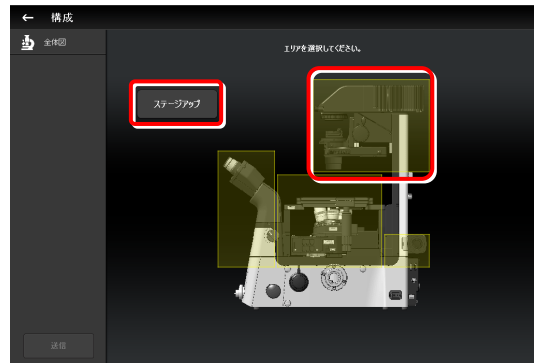 ← 構成
全体図
エリアを選択してください。
ステージアップ
送信